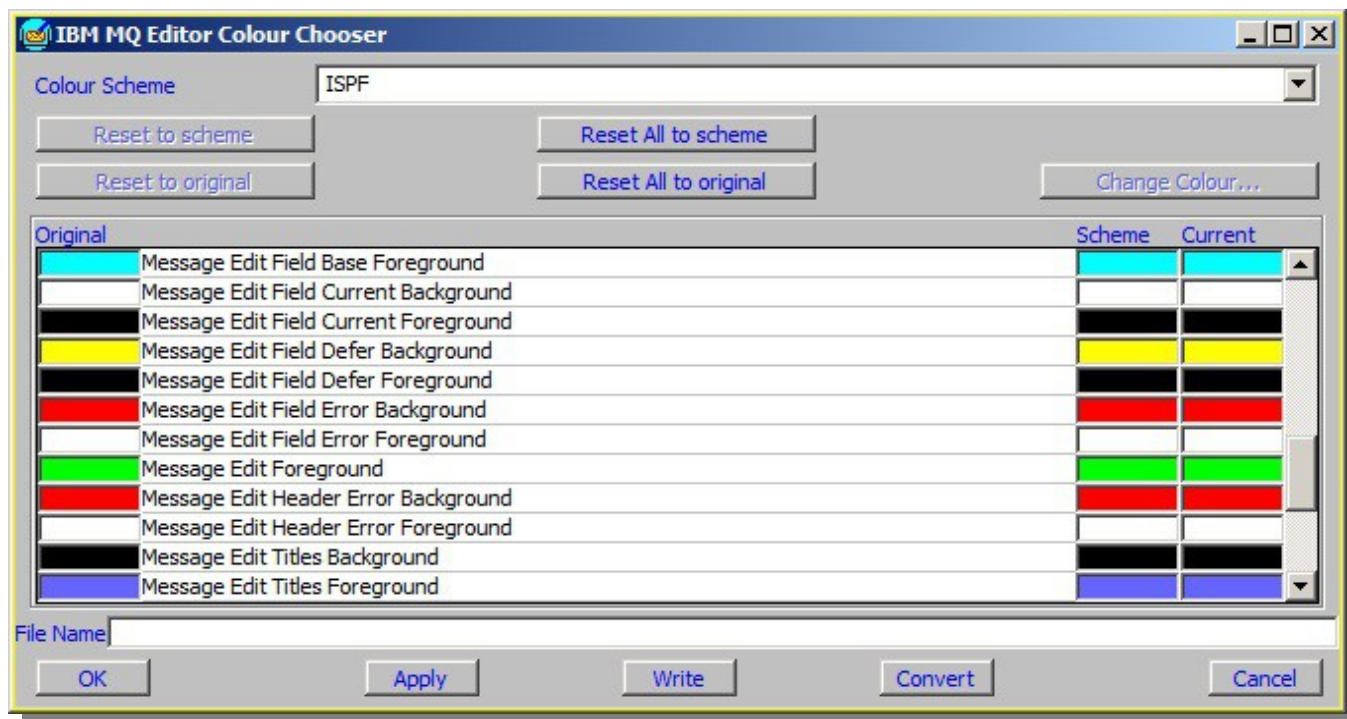 IBM MQ Editor Colour Chooser
Colour Scheme ISPF
Reset to scheme Reset All to scheme
Reset to original Reset All to original Change Colour...
Original Scheme Current
Message Edit Field Base Foreground
Message Edit Field Current Background
Message Edit Field Current Foreground
Message Edit Field Defer Background
Message Edit Field Defer Foreground
Message Edit Field Error Background
Message Edit Field Error Foreground
Message Edit Foreground
Message Edit Header Error Background
Message Edit Header Error Foreground
Message Edit Titles Background
Message Edit Titles Foreground
File Name
OK Apply Write Convert Cancel